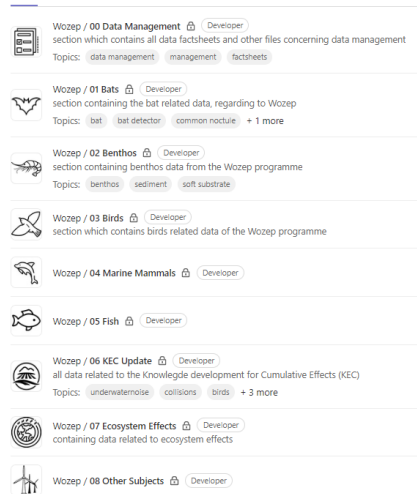 Wozep / 00 Data Management Developer
section which contains all data factsheets and other files concerning data management
Topics: data management management factsheets
Wozep / 01 Bats Developer
section containing the bat related data, regarding to Wozep
Topics: bat bat detector common noctule + 1 more
Wozep / 02 Benthos Developer
section containing benthos data from the Wozep programme
Topics: benthos sediment soft substrate
Wozep / 03 Birds Developer
section which contains birds related data of the Wozep programme
Wozep / 04 Marine Mammals Developer
Wozep / 05 Fish Developer
Wozep / 06 KEC Update Developer
all data related to the Knowlegde development for Cumulative Effects (KEC)
Topics: underwaternoise collisions birds + 3 more
Wozep / 07 Ecosystem Effects Developer
containing data related to ecosystem effects
Wozep / 08 Other Subjects Developer